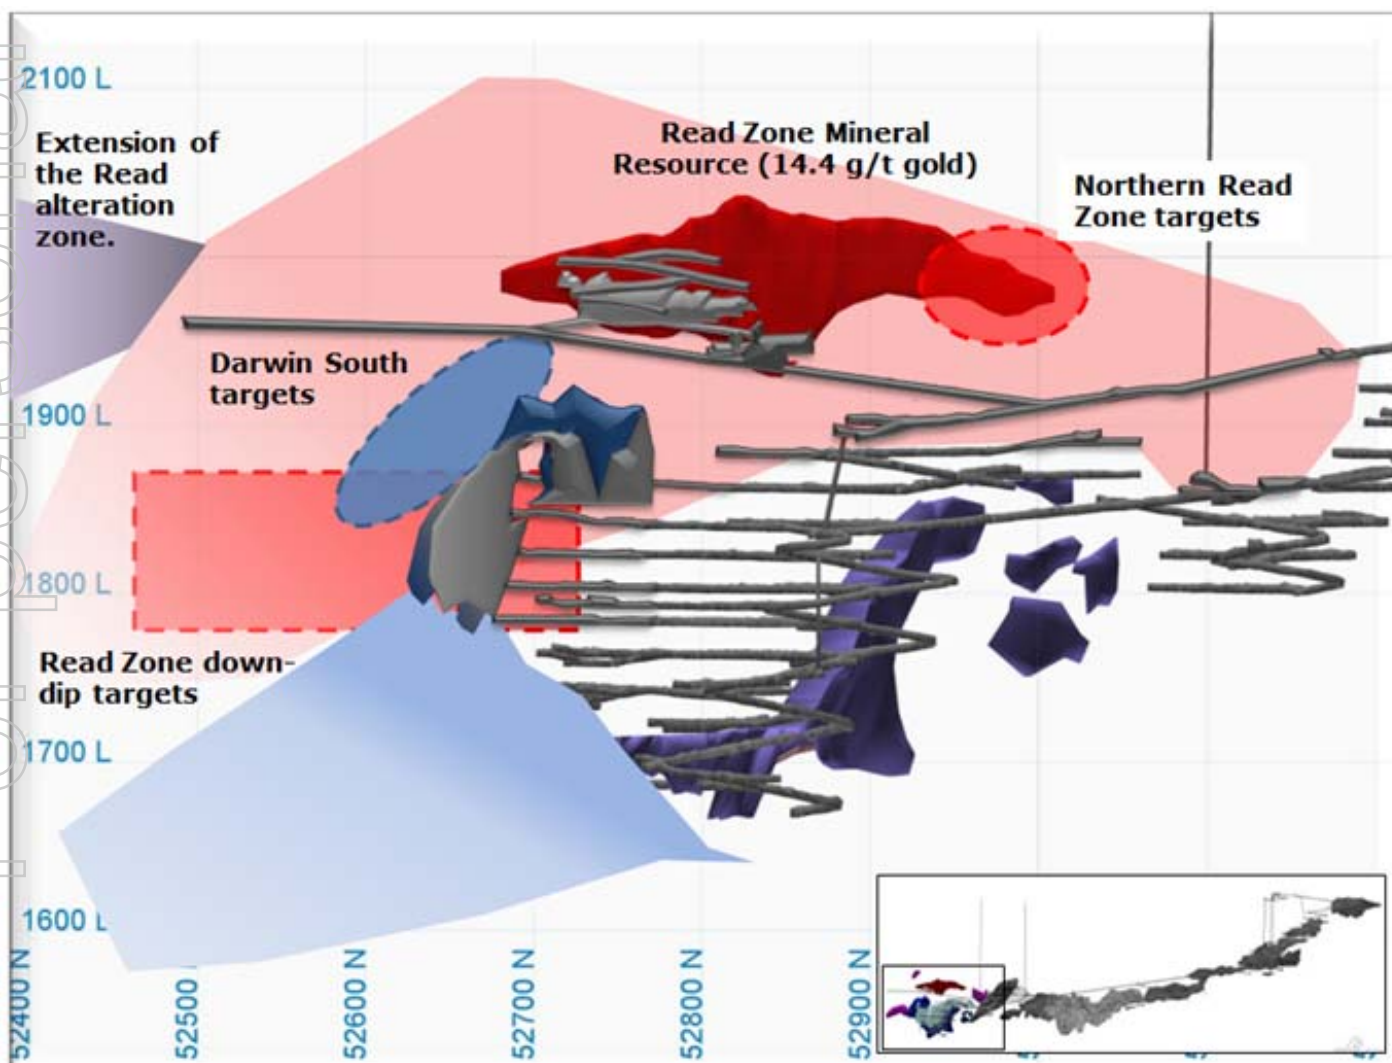 2100 L
Extension of
the Read
alteration
zone.
Read Zone Mineral
Resource (14.4 g/t gold)
Northern Read
Zone targets
Darwin South
targets
1900 L
1800 L
Read Zone down-
dip targets
1700 L
1600 L
52400 N
52500
52600 N
52700 N
52800 N
52900 N